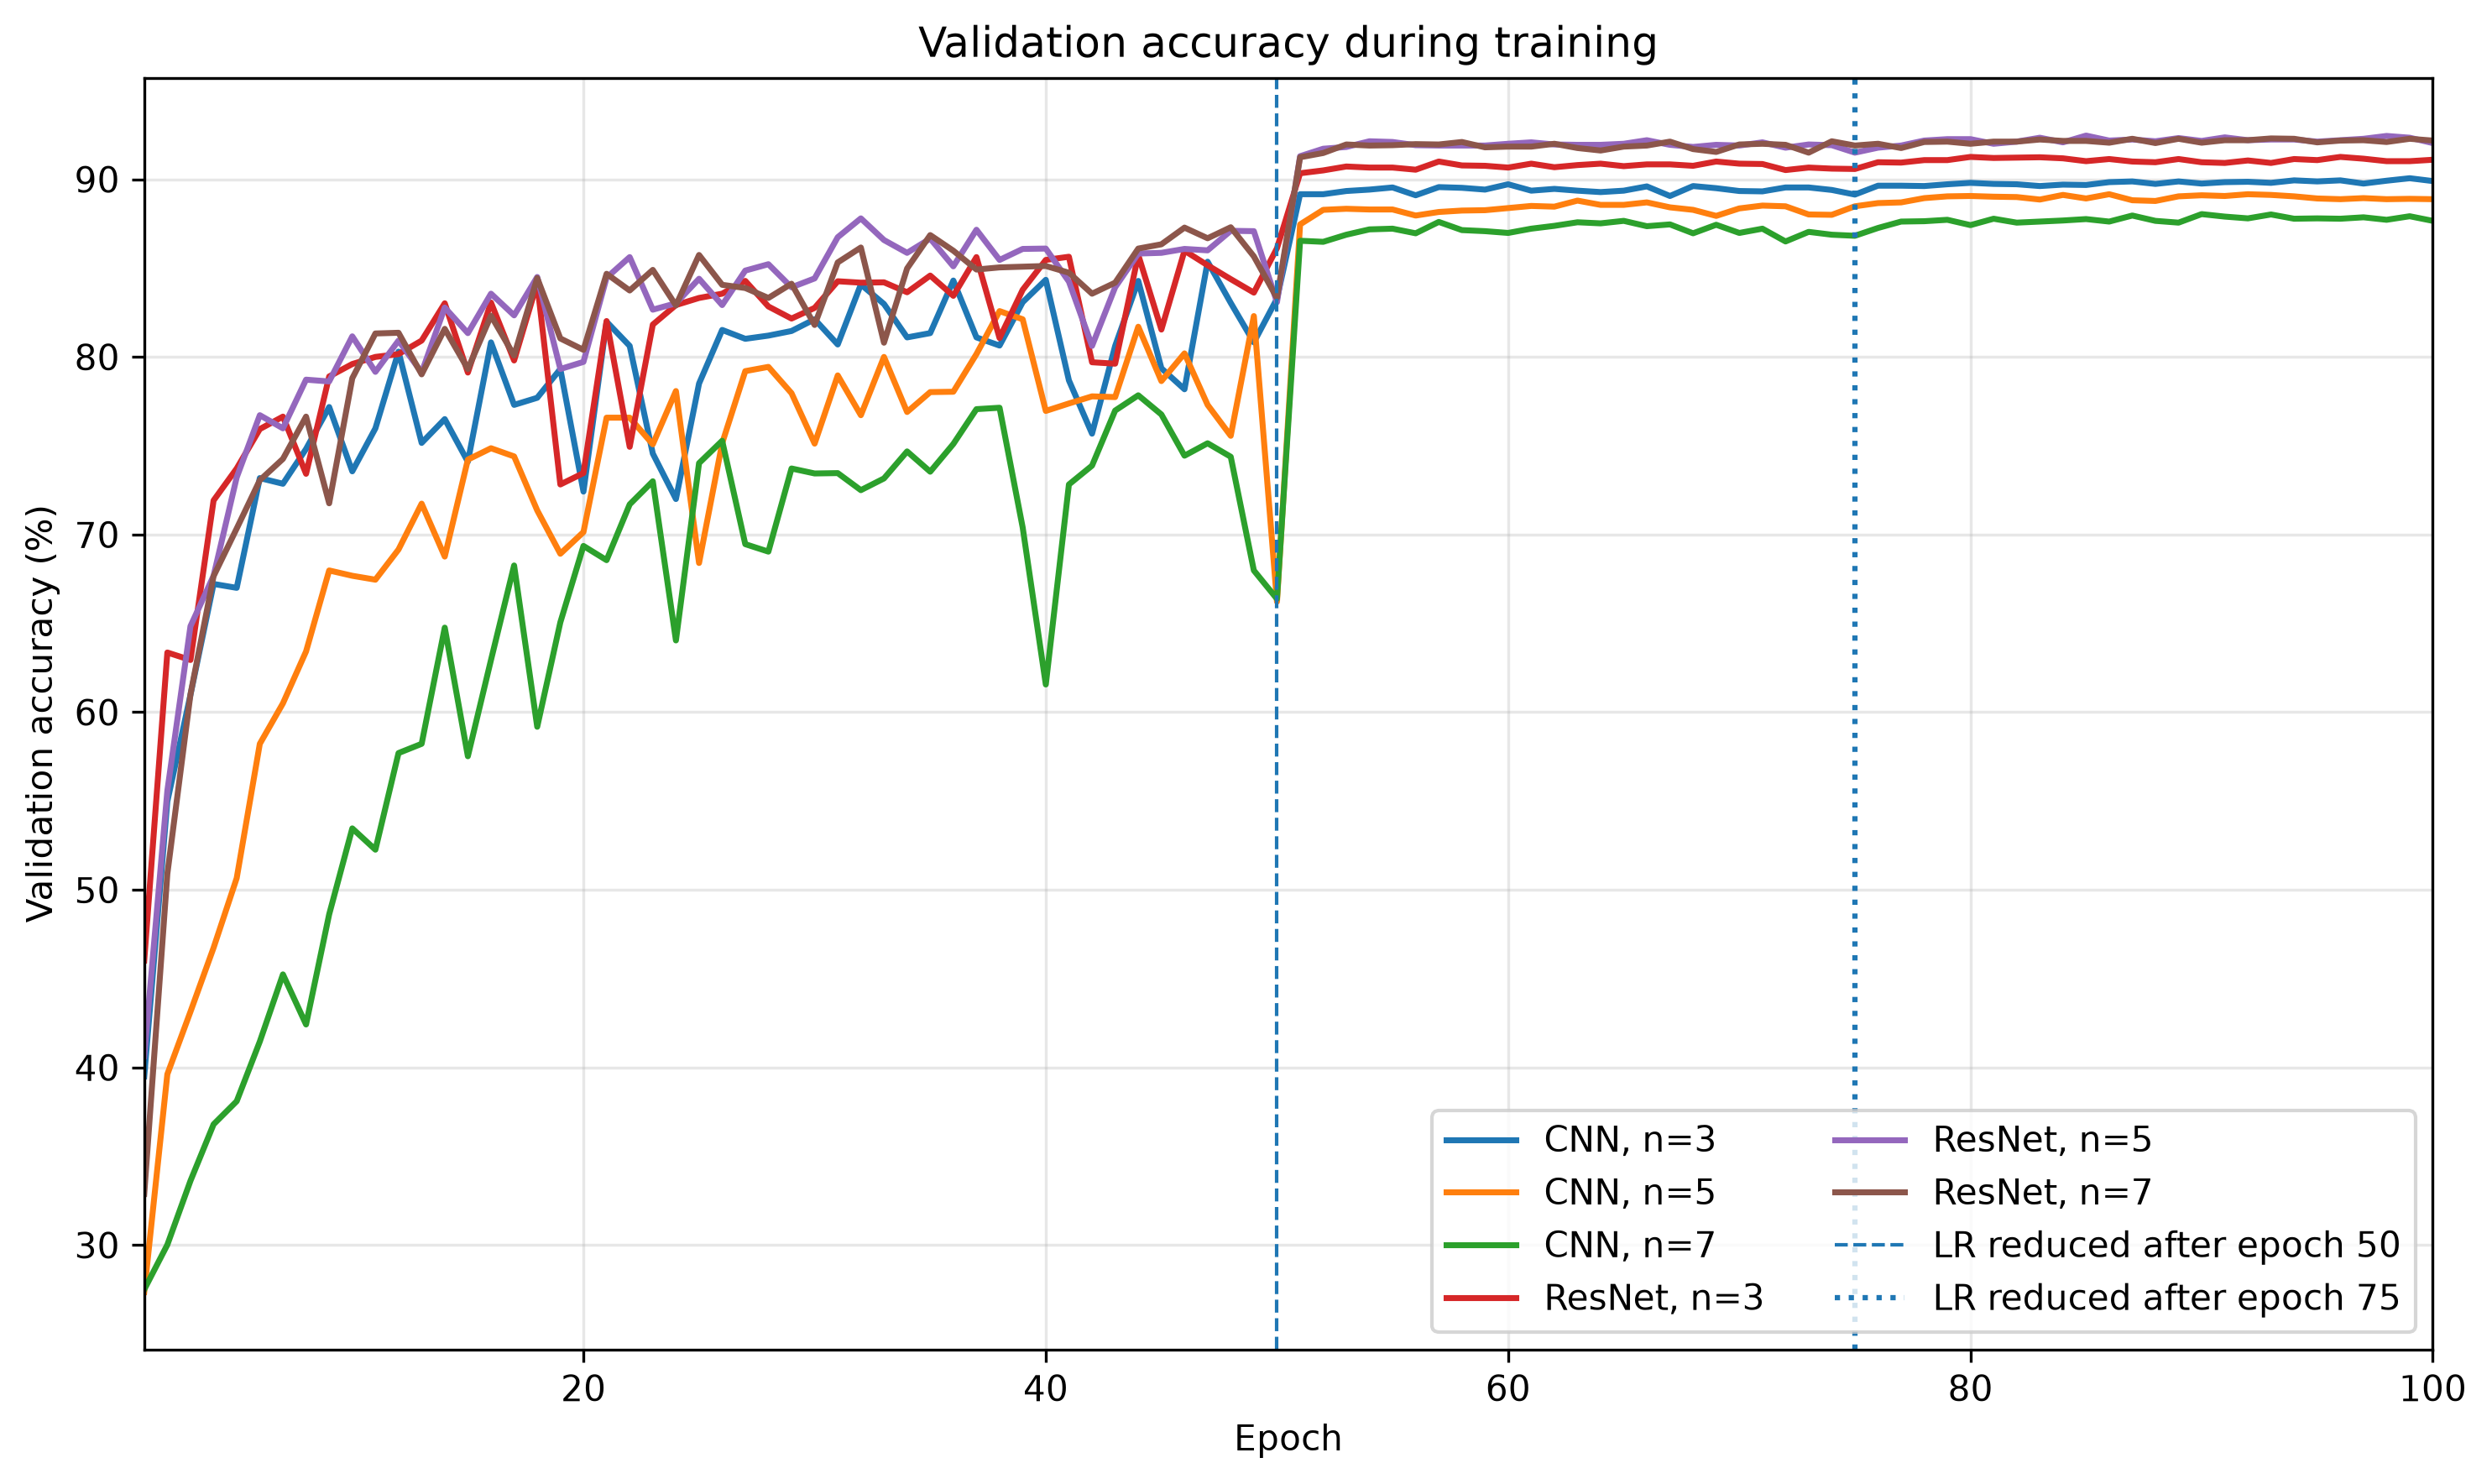 Validation accuracy during training
Validation accuracy (%)
90
80
70
60
50
40
30
20
40
60
80
100
Epoch
CNN, n=3
CNN, n=5
CNN, n=7
ResNet, n=3
ResNet, n=5
ResNet, n=7
LR reduced after epoch 50
LR reduced after epoch 75